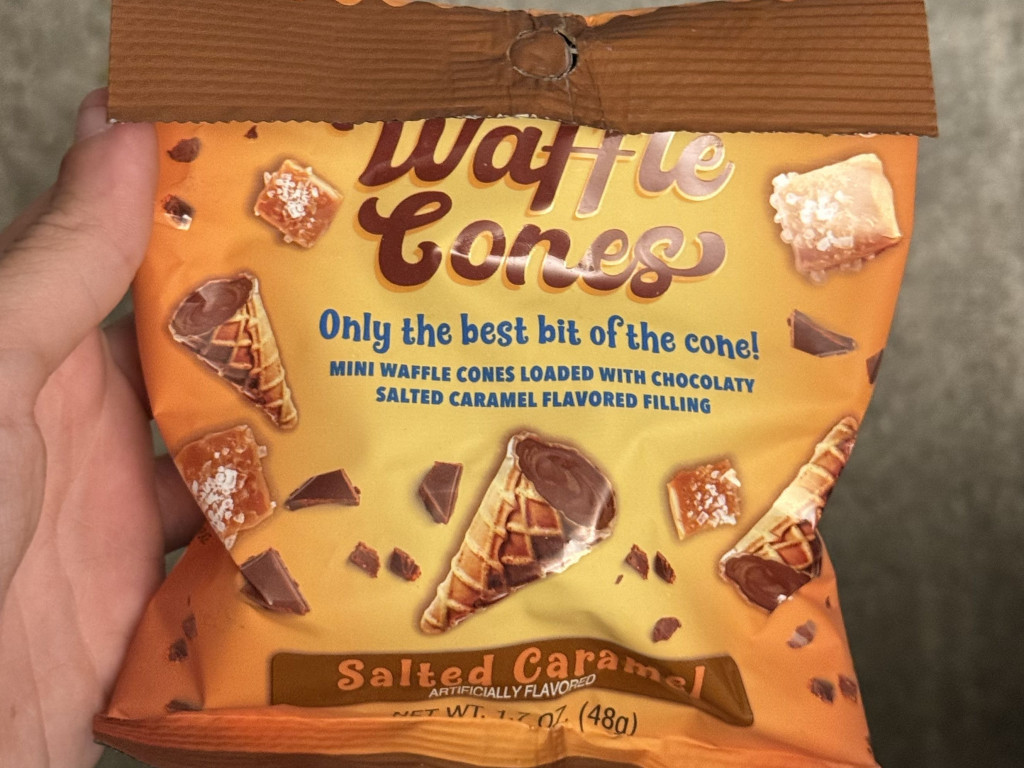 Waffle
Cones
Only the best bit of the cone!
MINI WAFFLE CONES LOADED WITH CHOCOLATY
SALTED CARAMEL FLAVORED FILLING
Salted Caramel
ARTIFICIALLY FLAVORED
NET WT. 1.7 OZ. (48g)